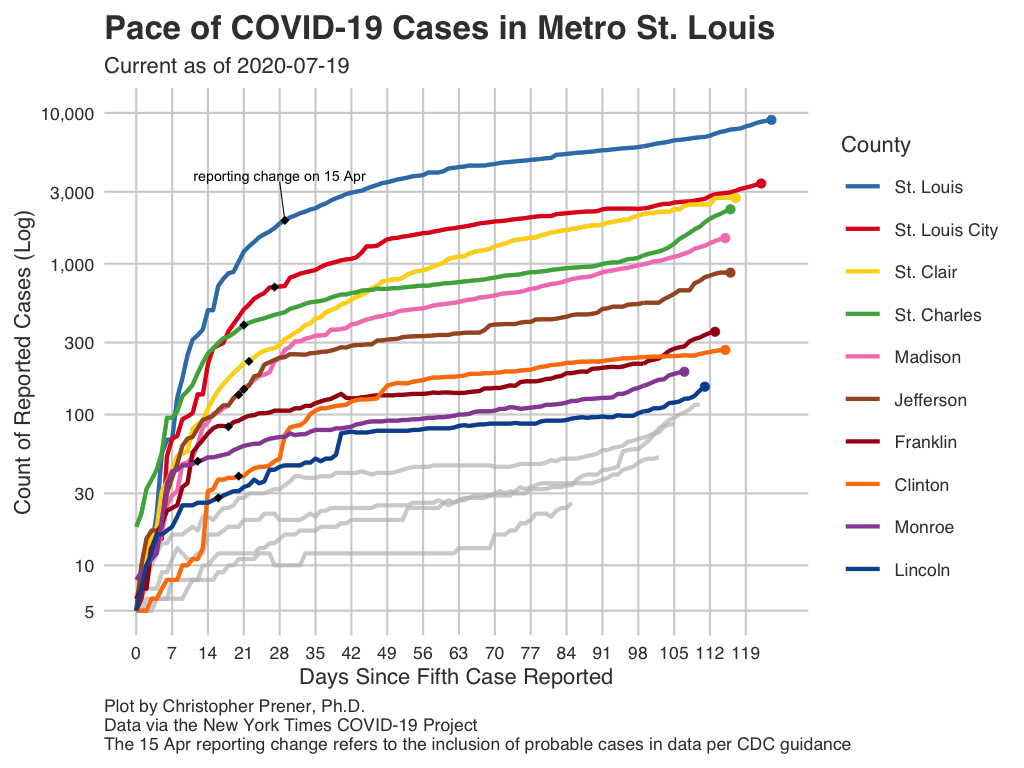 Pace of COVID-19 Cases in Metro St. Louis
Current as of 2020-07-19
Count of Reported Cases (Log)
10,000
3,000
1,000
300
100
30
10
5
reporting change on 15 Apr
0 7 14 21 28 35 42 49 56 63 70 77 84 91 98 105 112 119
Days Since Fifth Case Reported
County
St. Louis
St. Louis City
St. Clair
St. Charles
Madison
Jefferson
Franklin
Clinton
Monroe
Lincoln
Plot by Christopher Prener, Ph.D.
Data via the New York Times COVID-19 Project
The 15 Apr reporting change refers to the inclusion of probable cases in data per CDC guidance